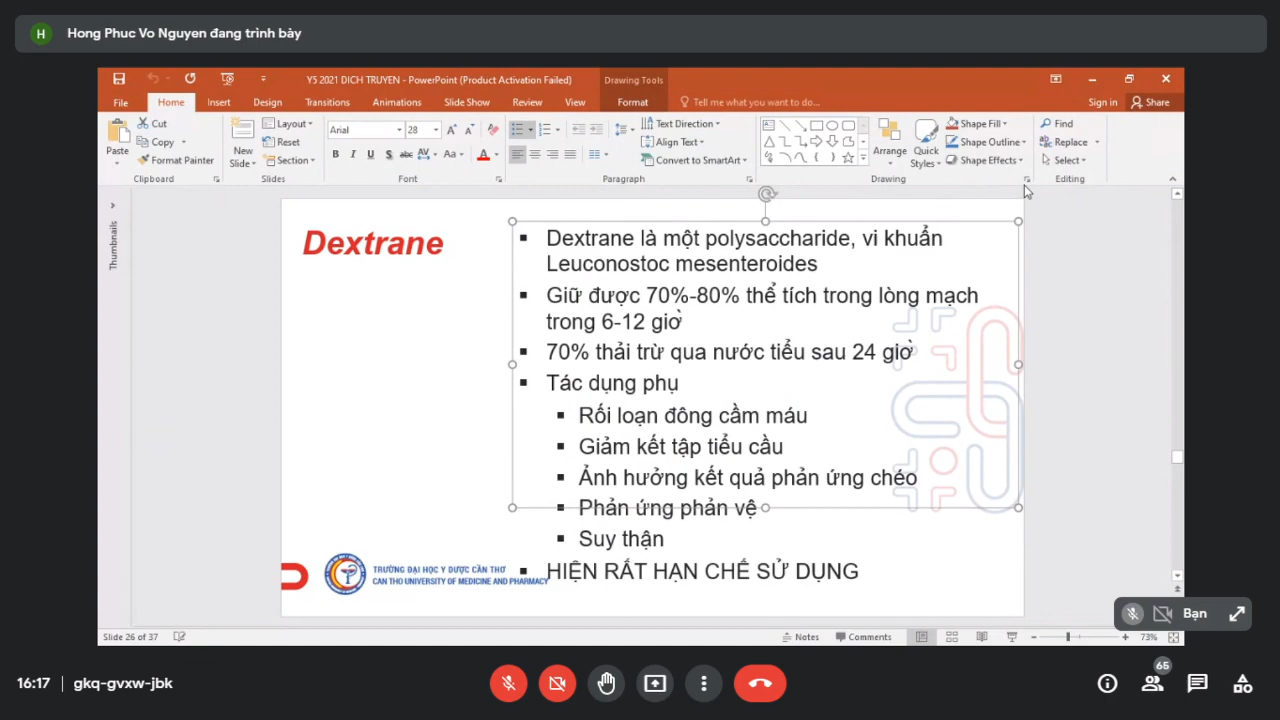 H Hong Phuc Vo Nguyen đang trình bày
Y5 2021 DICH TRUYEN - PowerPoint (Product Activation Failed)
Drawing Tools
File Home Insert Design Transitions Animations Slide Show Review View Format Tell me what you want to do... Sign in Share
Paste
Cut
Copy
Format Painter
Clipboard
New Slide
Layout
Reset
Section
Slides
Arial 28
B I U S abc AV Aa A
Font
Text Direction
Align Text
Convert to SmartArt
Paragraph
Arrange
Quick Styles
Shape Fill
Shape Outline
Shape Effects
Drawing
Find
Replace
Select
Editing
Thumbnails
Dextrane
Dextrane là một polysaccharide, vi khuẩn
Leuconostoc mesenteroides
Giữ được 70%-80% thể tích trong lòng mạch
trong 6-12 giờ
70% thải trừ qua nước tiểu sau 24 giờ
Tác dụng phụ
Rối loạn đông cầm máu
Giảm kết tập tiểu cầu
Ảnh hưởng kết quả phản ứng chéo
Phản ứng phản vệ
Suy thận
HIỆN RẤT HẠN CHẾ SỬ DỤNG
TRƯỜNG ĐẠI HỌC Y DƯỢC CẦN THƠ
CAN THO UNIVERSITY OF MEDICINE AND PHARMACY
Bạn
Slide 26 of 37
Notes
Comments
73%
16:17 | gkq-gvxw-jbk
65